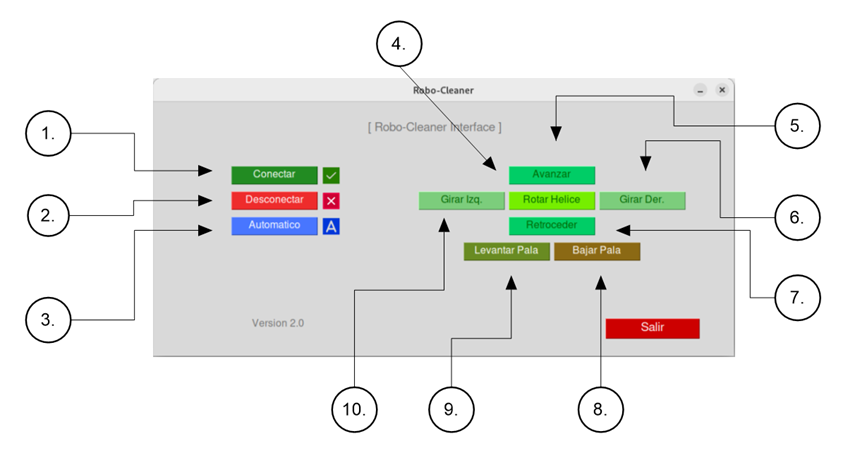 4.
Robo-Cleaner
[ Robo-Cleaner Interface ]
5.
1.
Conectar
Avanzar
2.
Desconectar
Girar Izq.
Rotar Helice
Girar Der.
6.
Automatico
A
Retroceder
Levantar Pala
Bajar Pala
7.
3.
Version 2.0
Salir
10.
9.
8.